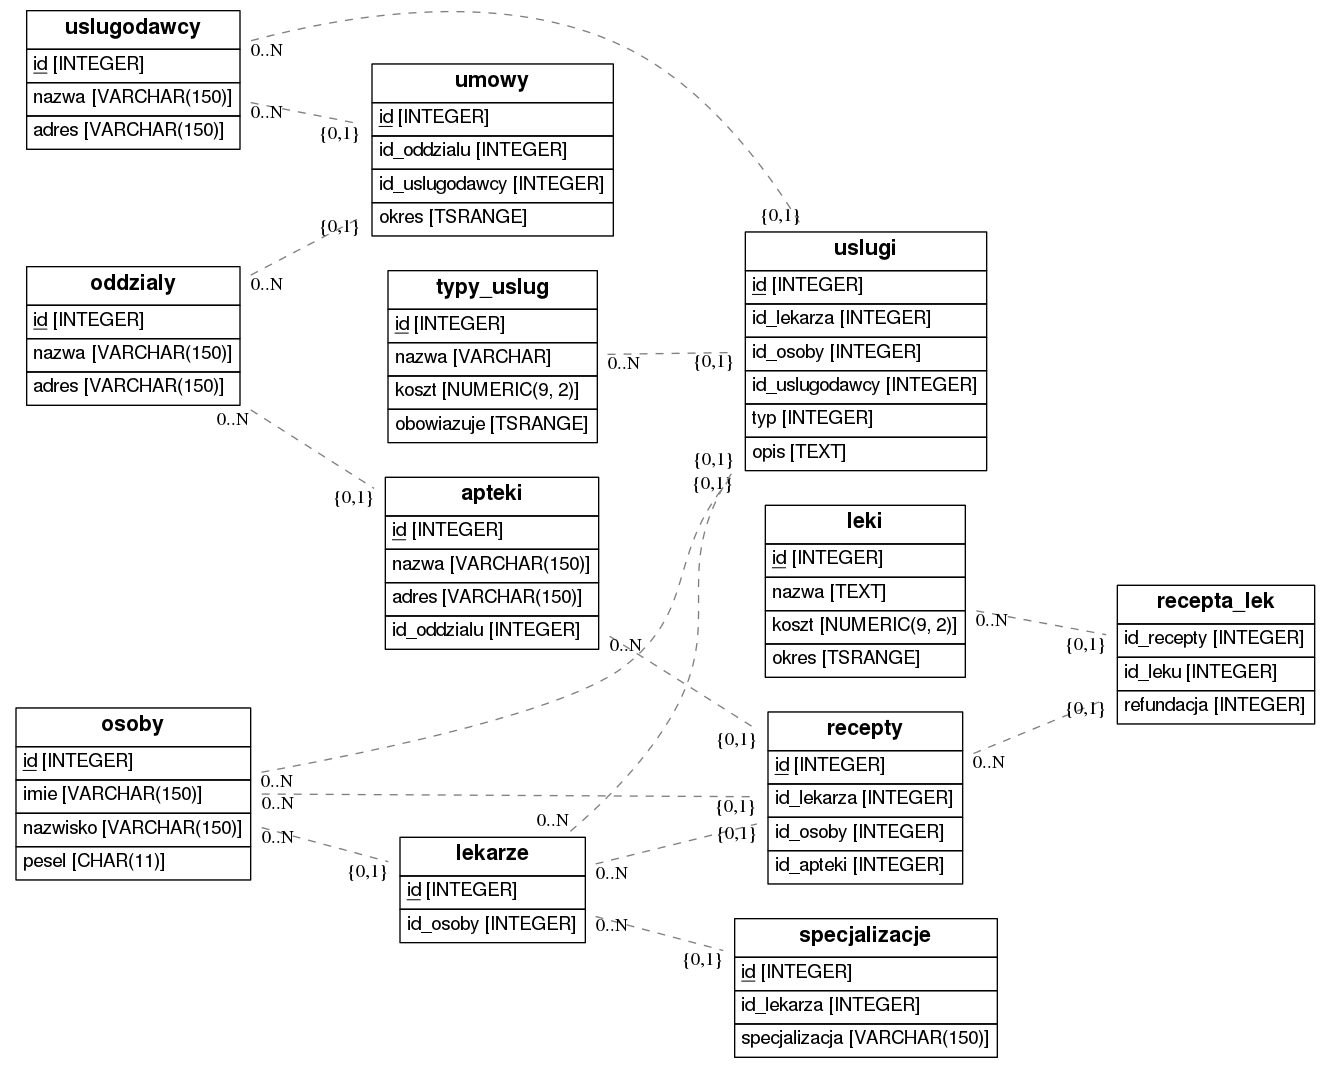 uslugodawcy
id [INTEGER]
nazwa [VARCHAR(150)]
adres [VARCHAR(150)]
0..N
0..N
umowy
id [INTEGER]
id_oddzialu [INTEGER]
id_uslugodawcy [INTEGER]
okres [TSRANGE]
{0,1}
{0,1}
oddzialy
id [INTEGER]
nazwa [VARCHAR(150)]
adres [VARCHAR(150)]
0..N
0..N
typy_uslug
id [INTEGER]
nazwa [VARCHAR]
koszt [NUMERIC(9, 2)]
obowiazuje [TSRANGE]
0..N
{0,1}
{0,1}
uslugi
id [INTEGER]
id_lekarza [INTEGER]
id_osoby [INTEGER]
id_uslugodawcy [INTEGER]
typ [INTEGER]
opis [TEXT]
{0,1}
{0,1}
{0,1}
apteki
id [INTEGER]
nazwa [VARCHAR(150)]
adres [VARCHAR(150)]
id_oddzialu [INTEGER]
0..N
leki
id [INTEGER]
nazwa [TEXT]
koszt [NUMERIC(9, 2)]
okres [TSRANGE]
0..N
{0,1}
recepta_lek
id_recepty [INTEGER]
id_leku [INTEGER]
refundacja [INTEGER]
{0,1}
osoby
id [INTEGER]
imie [VARCHAR(150)]
nazwisko [VARCHAR(150)]
pesel [CHAR(11)]
0..N
0..N
0..N
{0,1}
{0,1}
{0,1}
recepty
id [INTEGER]
id_lekarza [INTEGER]
id_osoby [INTEGER]
id_apteki [INTEGER]
0..N
0..N
{0,1}
lekarze
id [INTEGER]
id_osoby [INTEGER]
0..N
0..N
{0,1}
specjalizacje
id [INTEGER]
id_lekarza [INTEGER]
specjalizacja [VARCHAR(150)]